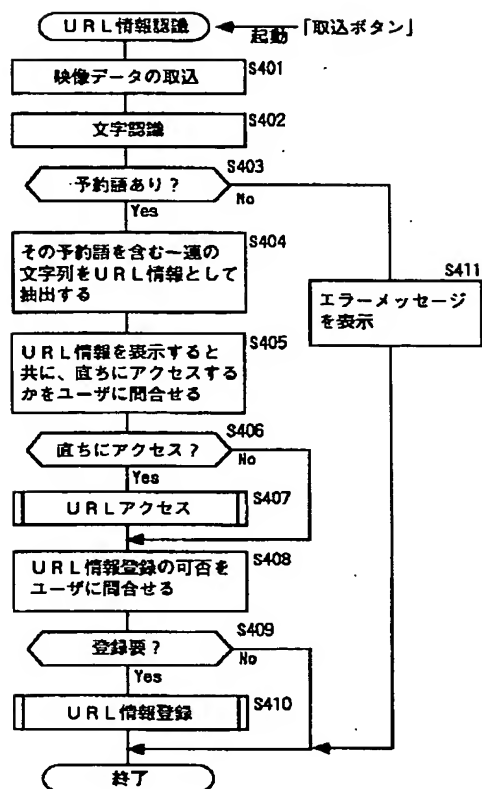 URL情報認識
起動
「取込ボタン」
映像データの取込
S401
文字認識
S402
予約語あり？
S403
No
Yes
その予約語を含む一連の
文字列をURL情報として
抽出する
S404
エラーメッセージ
を表示
S411
URL情報を表示すると
共に、直ちにアクセスする
かをユーザに問合せる
S405
直ちにアクセス？
S406
No
Yes
URLアクセス
S407
URL情報登録の可否を
ユーザに問合せる
S408
登録要？
S409
No
Yes
URL情報登録
S410
終了